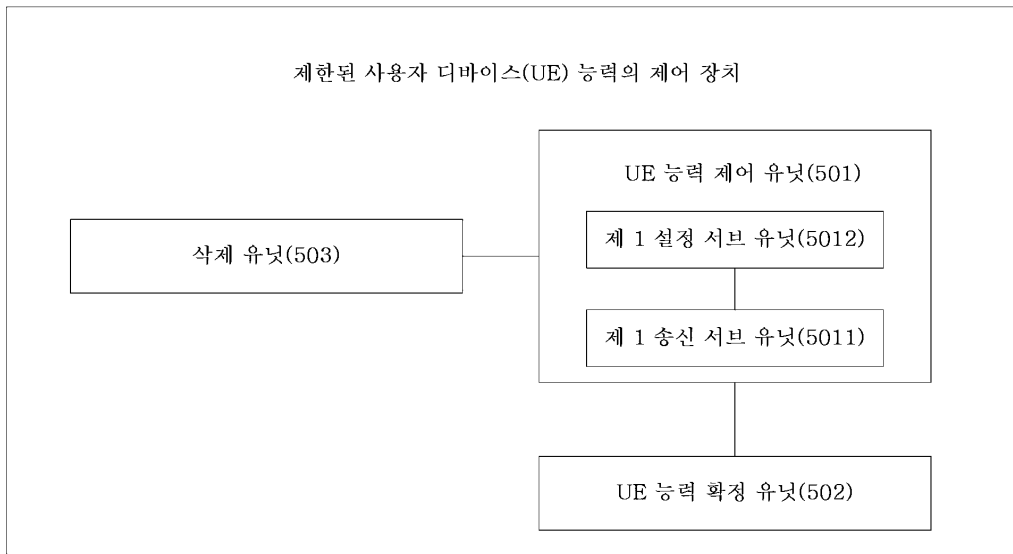 제한된 사용자 디바이스(UE) 능력의 제어 장치
UE 능력 제어 유닛(501)
제 1 설정 서브 유닛(5012)
삭제 유닛(503)
제 1 송신 서브 유닛(5011)
UE 능력 확정 유닛(502)